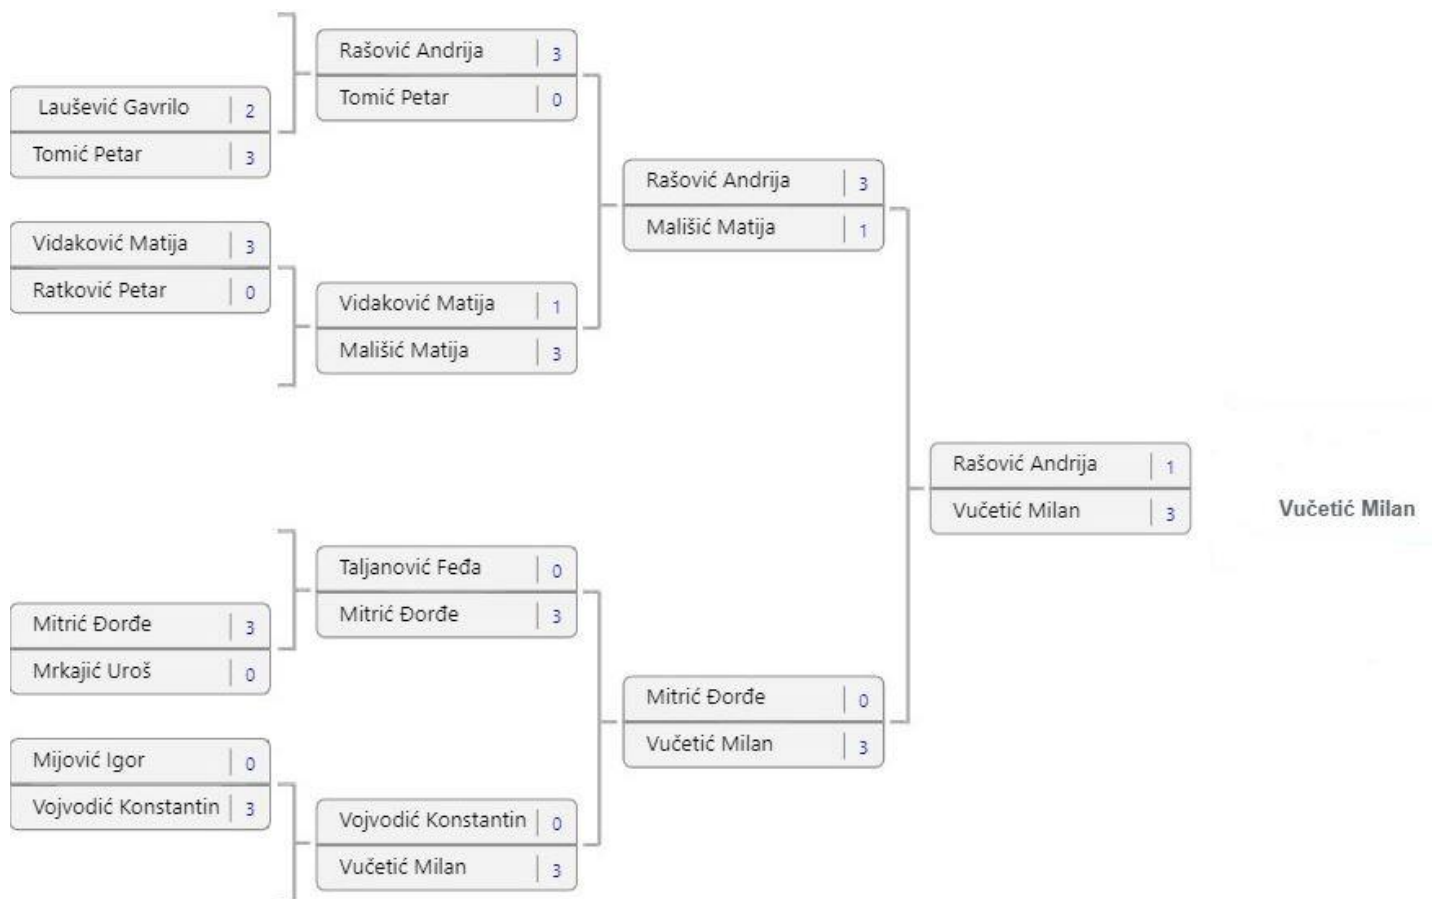 Laušević Gavrilo 2
Tomić Petar 3
Vidaković Matija 3
Ratković Petar 0
Mitrić Đorđe 3
Mrkajić Uroš 0
Mijović Igor 0
Vojvodić Konstantin 3
Rašović Andrija 3
Tomić Petar 0
Vidaković Matija 1
Mališić Matija 3
Taljanović Feđa 0
Mitrić Đorđe 3
Vojvodić Konstantin 0
Vučetić Milan 3
Rašović Andrija 3
Mališić Matija 1
Mitrić Đorđe 0
Vučetić Milan 3
Rašović Andrija 1
Vučetić Milan 3
Vučetić Milan